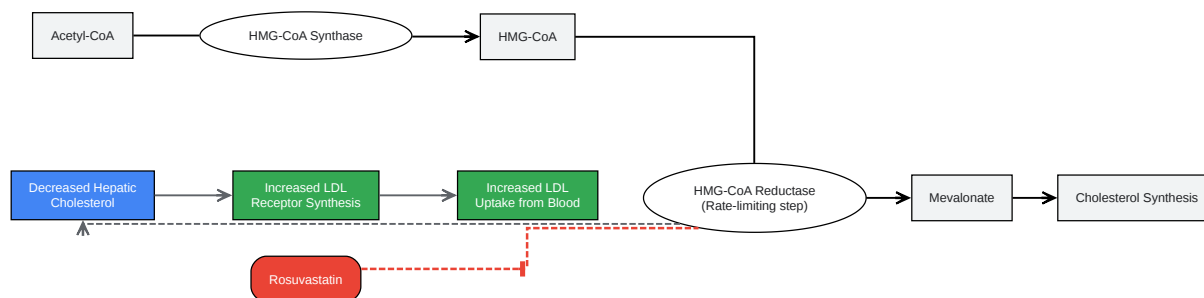 Acetyl-CoA
HMG-CoA Synthase
HMG-CoA
Decreased Hepatic
Cholesterol
Increased LDL
Receptor Synthesis
Increased LDL
Uptake from Blood
HMG-CoA Reductase
(Rate-limiting step)
Mevalonate
Cholesterol Synthesis
Rosuvastatin